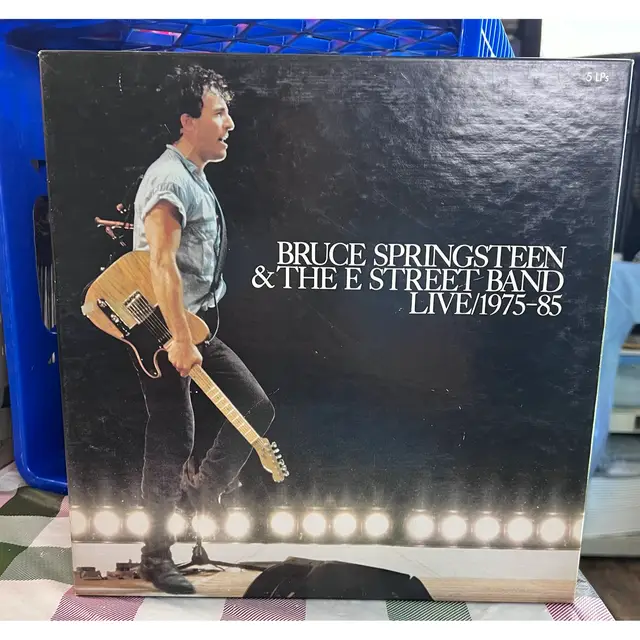 5 LPs
BRUCE SPRINGSTEEN
& THE E STREET BAND
LIVE/1975-85